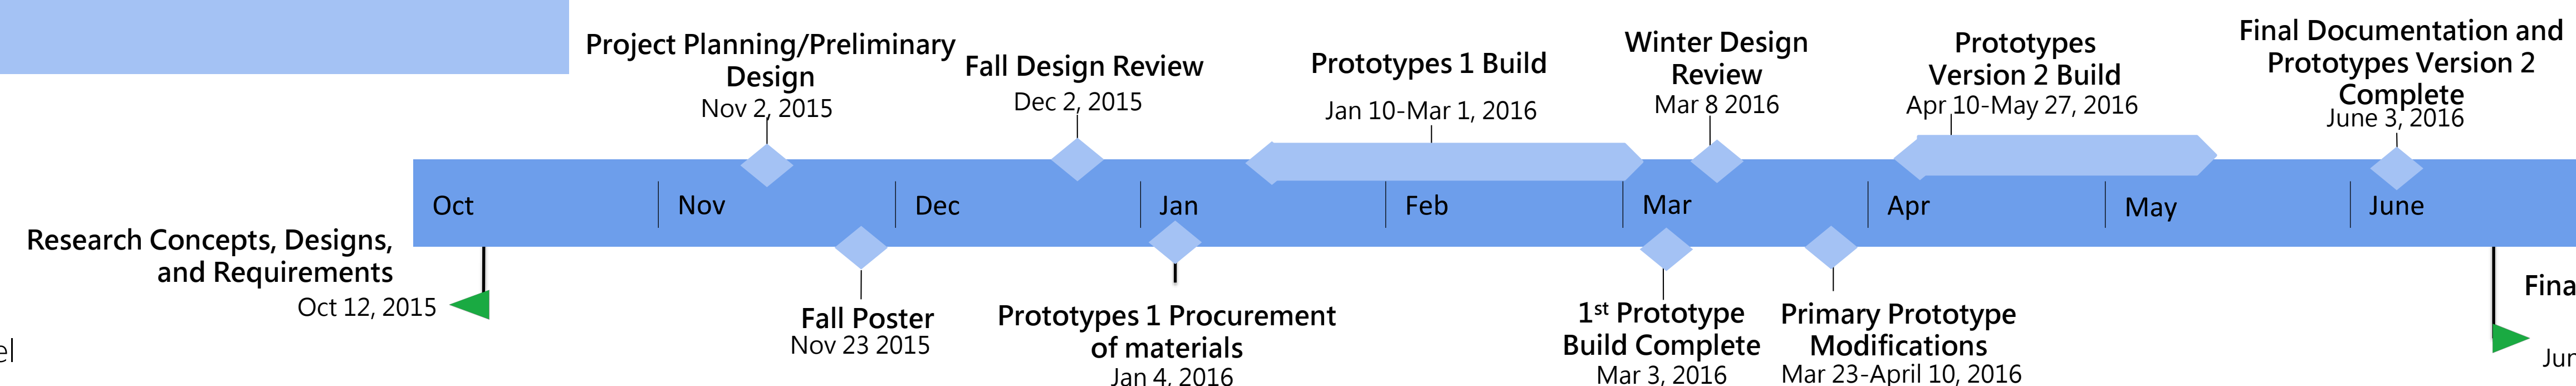 Project Planning/Preliminary
Design
Nov 2, 2015
Fall Design Review
Dec 2, 2015
Prototypes 1 Build
Jan 10-Mar 1, 2016
Winter Design
Review
Mar 8 2016
Prototypes
Version 2 Build
Apr 10-May 27, 2016
Final Documentation and
Prototypes Version 2
Complete
June 3, 2016
Oct
Nov
Dec
Jan
Feb
Mar
Apr
May
June
Research Concepts, Designs,
and Requirements
Oct 12, 2015
Fall Poster
Nov 23 2015
Prototypes 1 Procurement
of materials
Jan 4, 2016
1st Prototype
Build Complete
Mar 3, 2016
Primary Prototype
Modifications
Mar 23-April 10, 2016